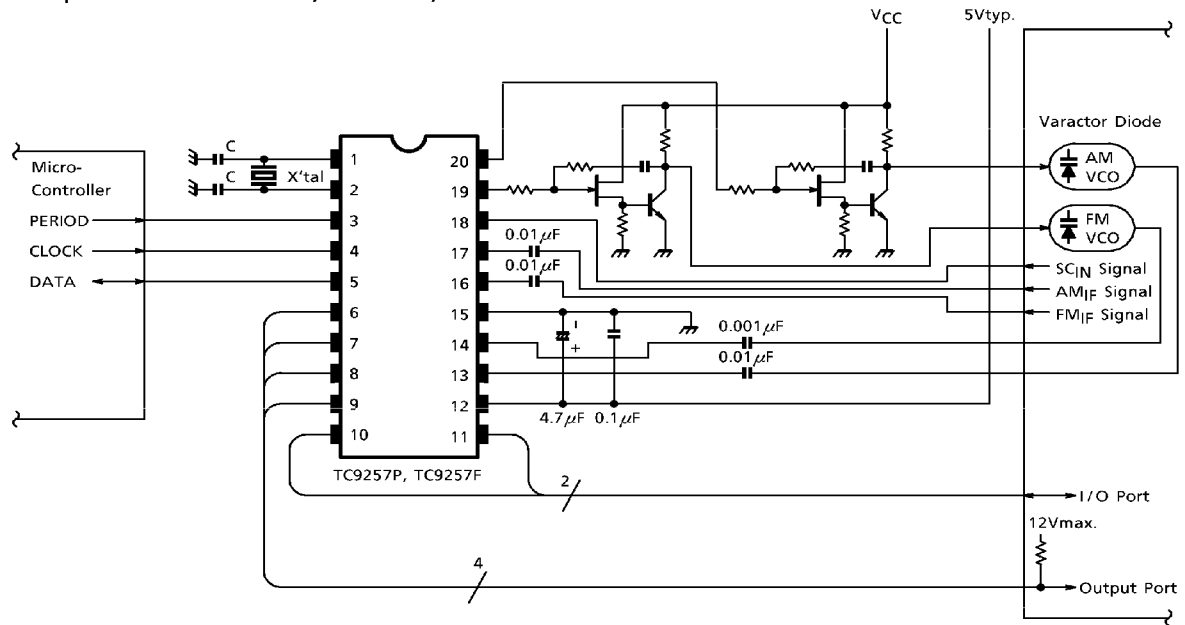 VCC
5Vtyp.
Micro-
Controller
PERIOD
CLOCK
DATA
C
C
X'tal
1
2
3
4
5
6
7
8
9
10
20
19
18
17
16
15
14
13
12
11
TC9257P, TC9257F
0.01μF
0.01μF
-
+
4.7μF
0.1μF
0.001μF
0.01μF
Varactor Diode
AM
VCO
FM
VCO
SCIN Signal
AMIF Signal
FMIF Signal
2
I/O Port
12Vmax.
4
Output Port